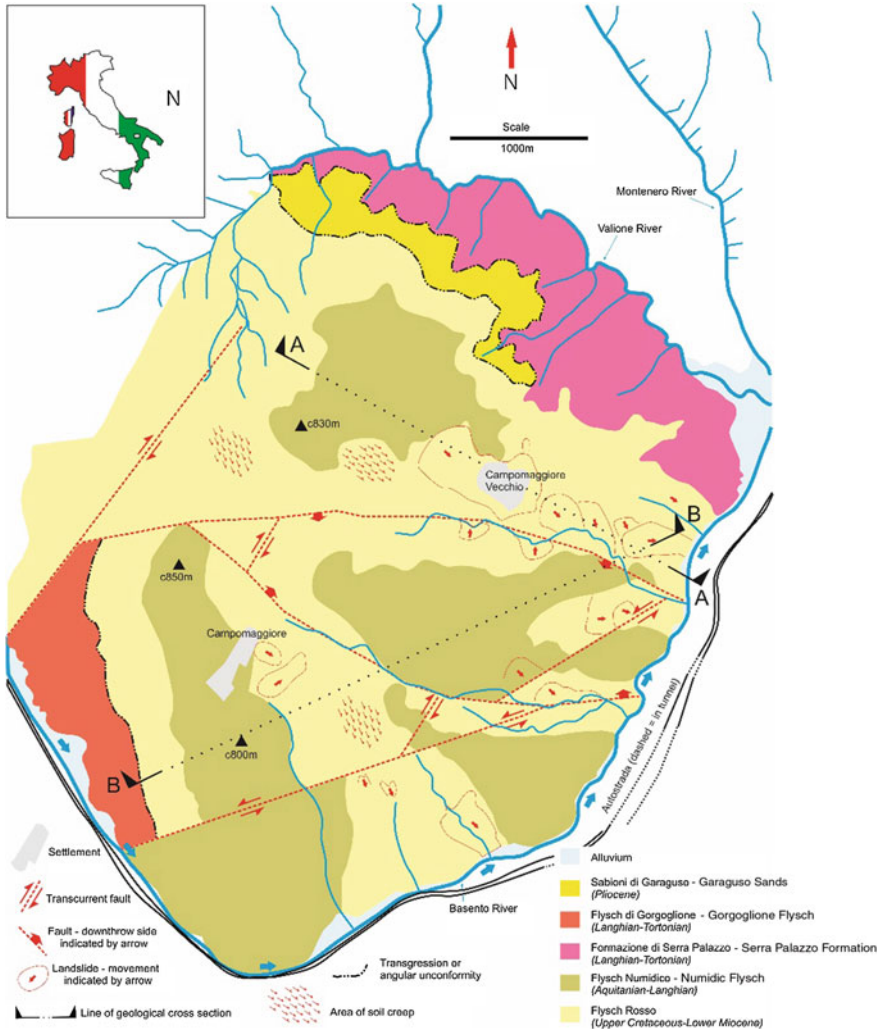 N
N
Scale
1000m
Montenero River
Valione River
A
c830m
Campomaggiore
Vecchio
B
c850m
A
Campomaggiore
c800m
B
Autostrada (dashed = in tunnel)
Basento River
Settlement
Transcurrent fault
Fault - downthrow side
indicated by arrow
Landslide - movement
indicated by arrow
Line of geological cross section
Transgression or
angular unconformity
Area of soil creep
Alluvium
Sabioni di Garaguso - Garaguso Sands
(Pliocene)
Flysch di Gorgoglione - Gorgoglione Flysch
(Langhian-Tortonian)
Formazione di Serra Palazzo - Serra Palazzo Formation
(Langhian-Tortonian)
Flysch Numidico - Numidic Flysch
(Aquitanian-Langhian)
Flysch Rosso
(Upper Cretaceous-Lower Miocene)